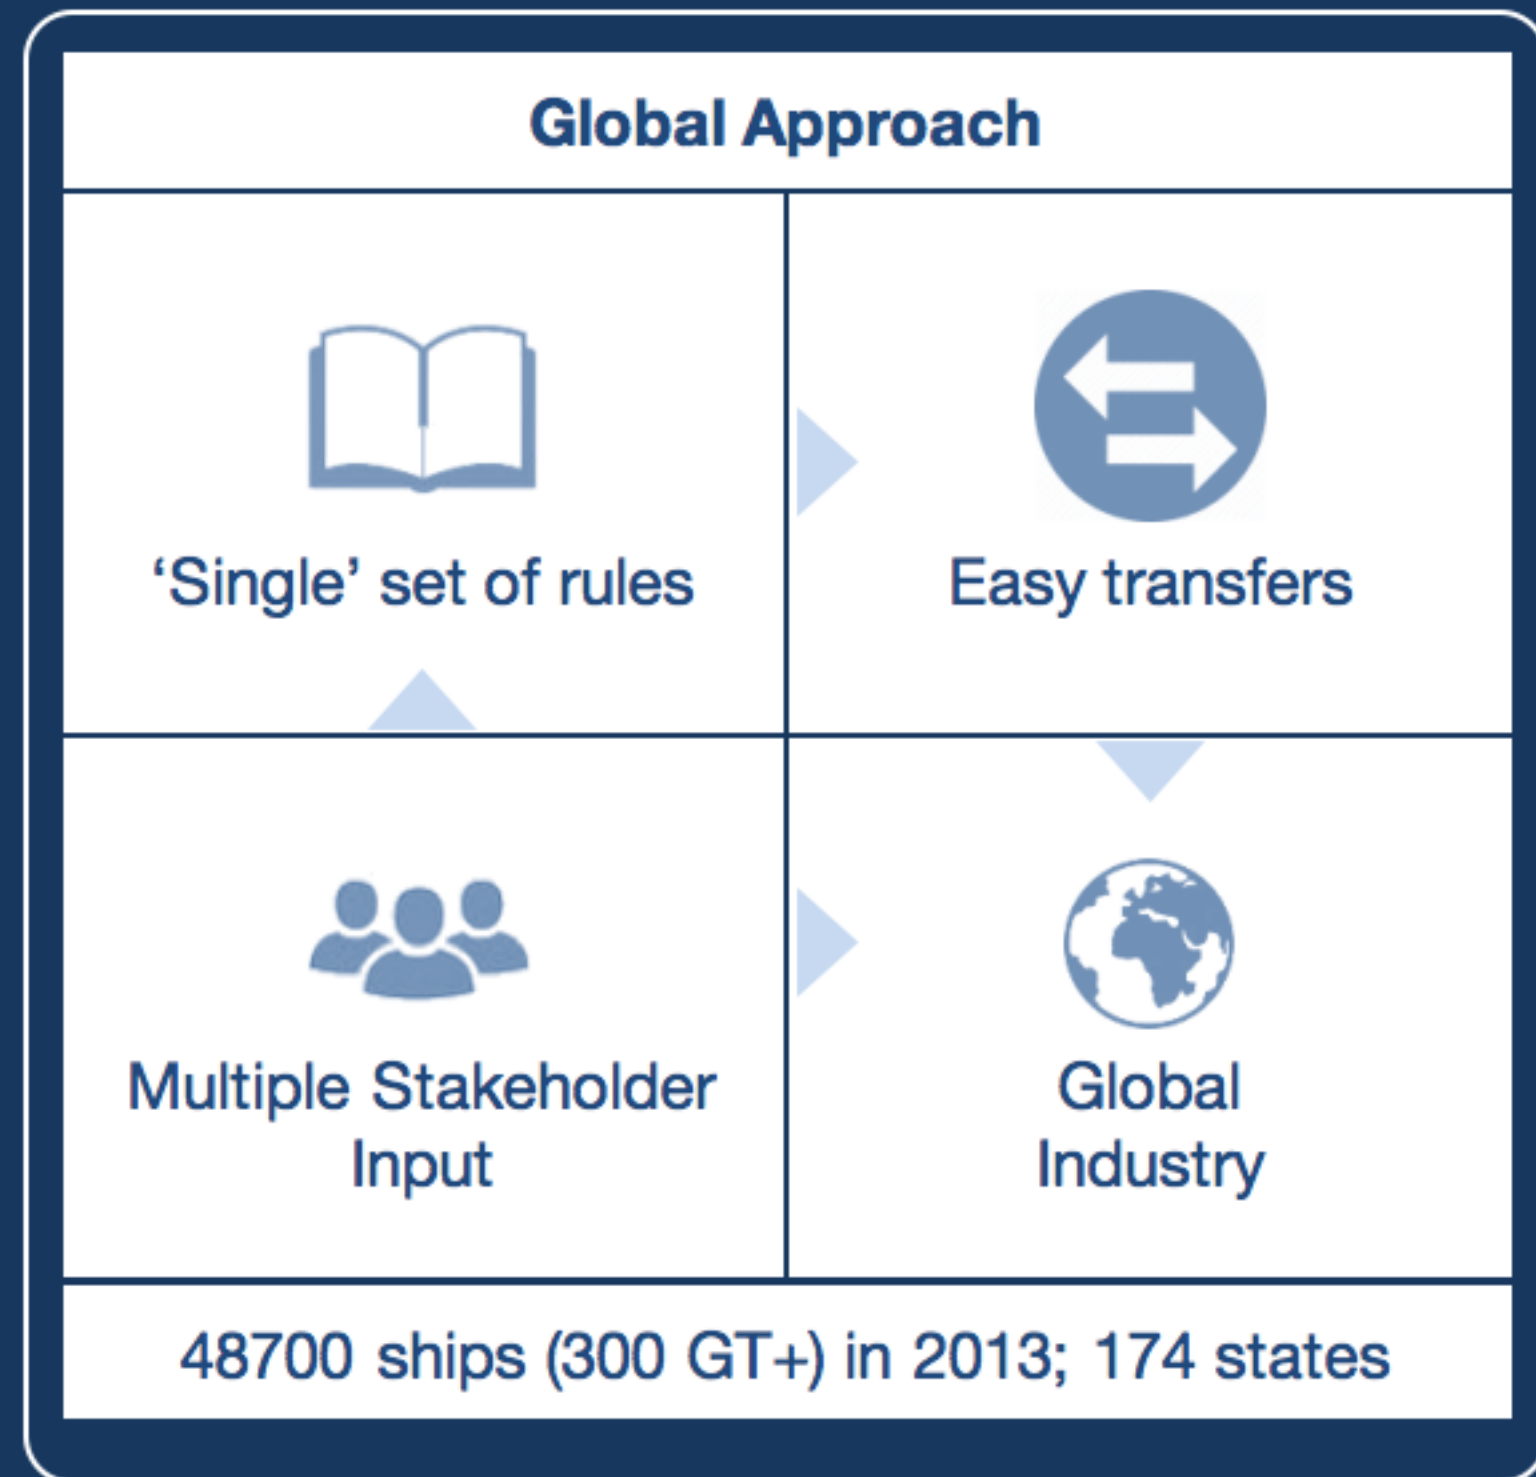 Global Approach
‘Single’ set of rules
Easy transfers
Multiple Stakeholder
Input
Global
Industry
48700 ships (300 GT+) in 2013; 174 states